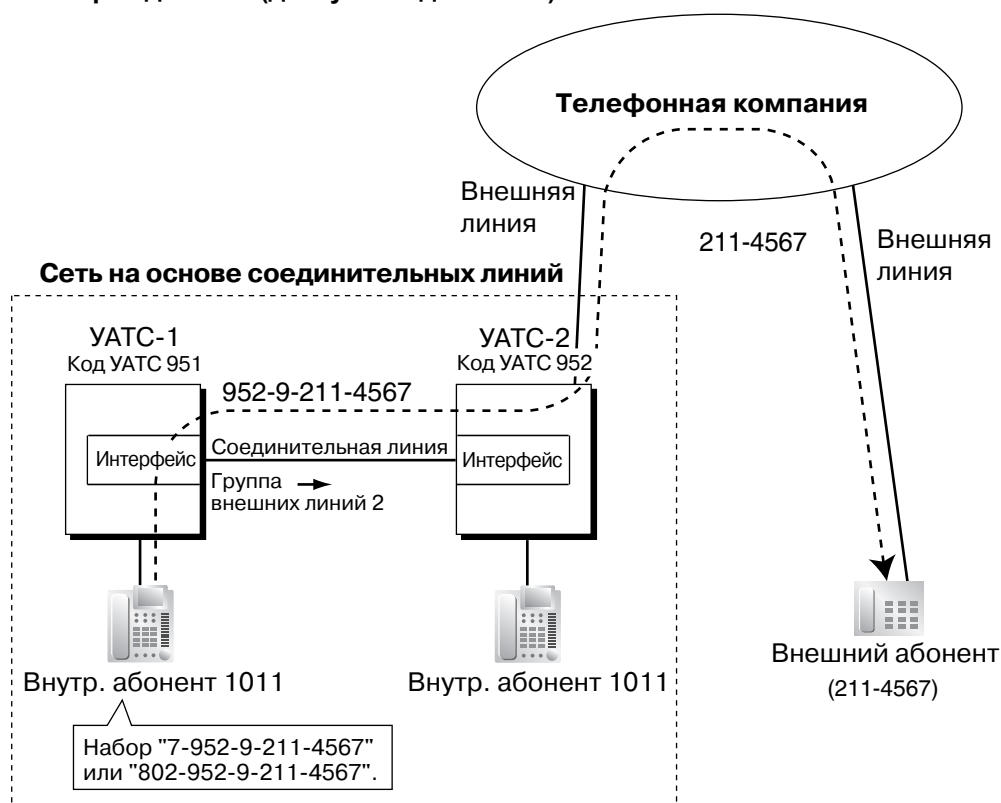 Телефонная компания
Внешняя
линия
211-4567
Внешняя
линия
Сеть на основе соединительных линий
УАТС-1
Код УАТС 951
УАТС-2
Код УАТС 952
952-9-211-4567
Интерфейс
Соединительная линия
Интерфейс
Группа
внешних линий 2
Внутр. абонент 1011
Внутр. абонент 1011
Внешний абонент
(211-4567)
Набор "7-952-9-211-4567"
или "802-952-9-211-4567".